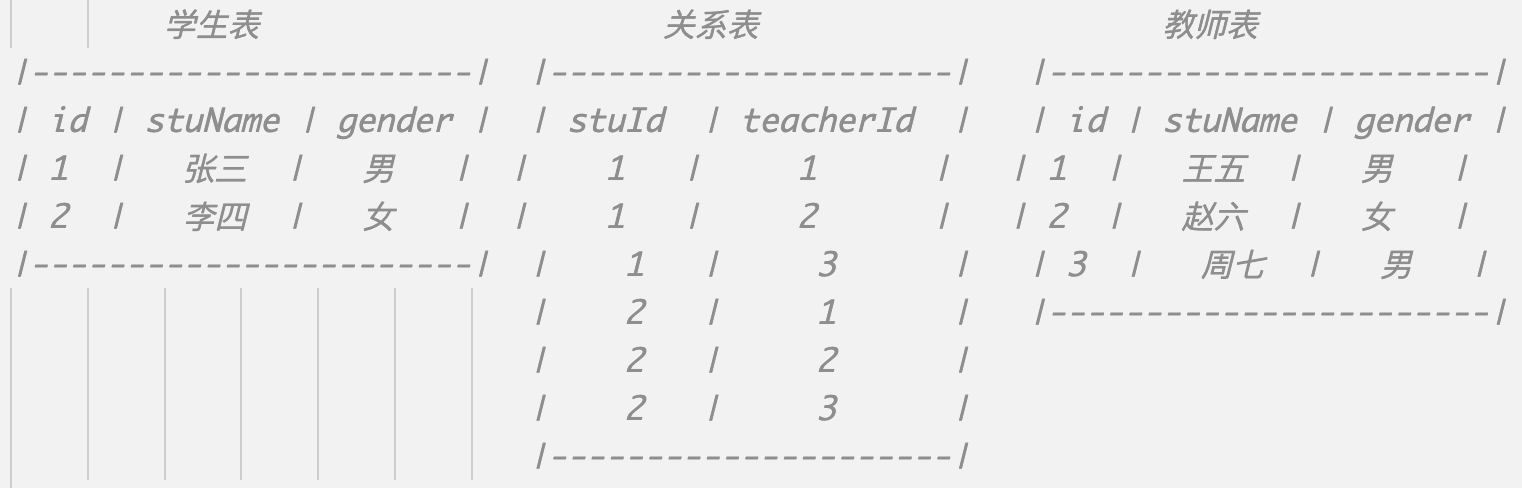 学生表 关系表 教师表
|-----------------------| |---------------------| |-----------------------|
| id | stuName | gender | | stuId | teacherId | | id | stuName | gender |
| 1 | 张三 | 男 | | 1 | 1 | | 1 | 王五 | 男 |
| 2 | 李四 | 女 | | 1 | 2 | | 2 | 赵六 | 女 |
|-----------------------| | 1 | 3 | | 3 | 周七 | 男 |
| 2 | 1 | |-----------------------|
| 2 | 2 |
| 2 | 3 |
|---------------------|